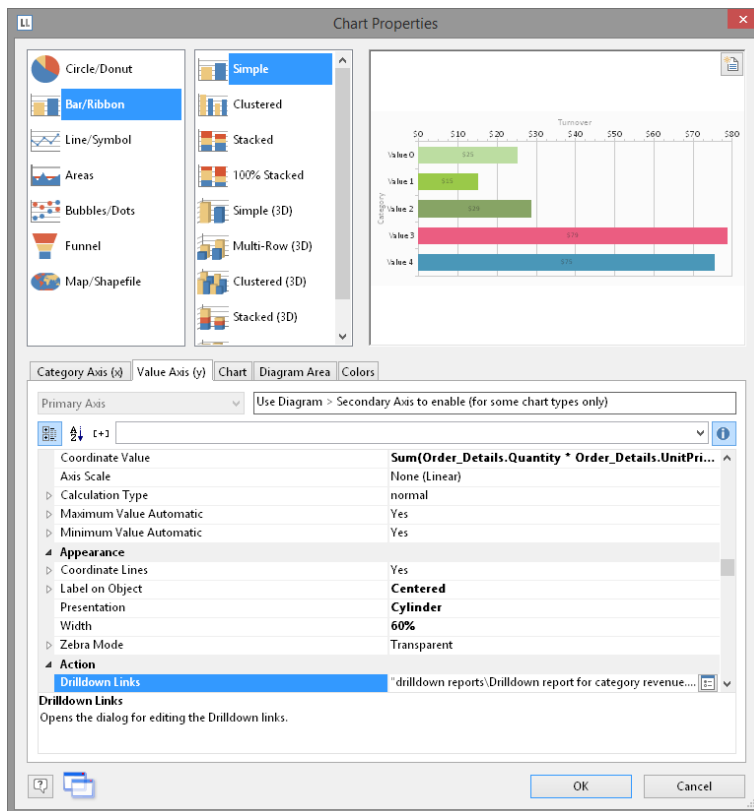 LL Chart Properties
Circle/Donut
Bar/Ribbon
Line/Symbol
Areas
Bubbles/Dots
Funnel
Map/Shapefile
Simple
Clustered
Stacked
100% Stacked
Simple (3D)
Multi-Row (3D)
Clustered (3D)
Stacked (3D)
Turnover
$0 $10 $20 $30 $40 $50 $60 $70 $80
Category
Value 0 $25
Value 1 $15
Value 2 $29
Value 3 $79
Value 4 $75
Category Axis (x) Value Axis (y) Chart Diagram Area Colors
Primary Axis Use Diagram > Secondary Axis to enable (for some chart types only)
A Z [+]
Coordinate Value Sum(Order_Details.Quantity * Order_Details.UnitPri...
Axis Scale None (Linear)
Calculation Type normal
Maximum Value Automatic Yes
Minimum Value Automatic Yes
Appearance
Coordinate Lines Yes
Label on Object Centered
Presentation Cylinder
Width 60%
Zebra Mode Transparent
Action
Drilldown Links "drilldown reports\Drilldown report for category revenue....
Drilldown Links
Opens the dialog for editing the Drilldown links.
OK Cancel